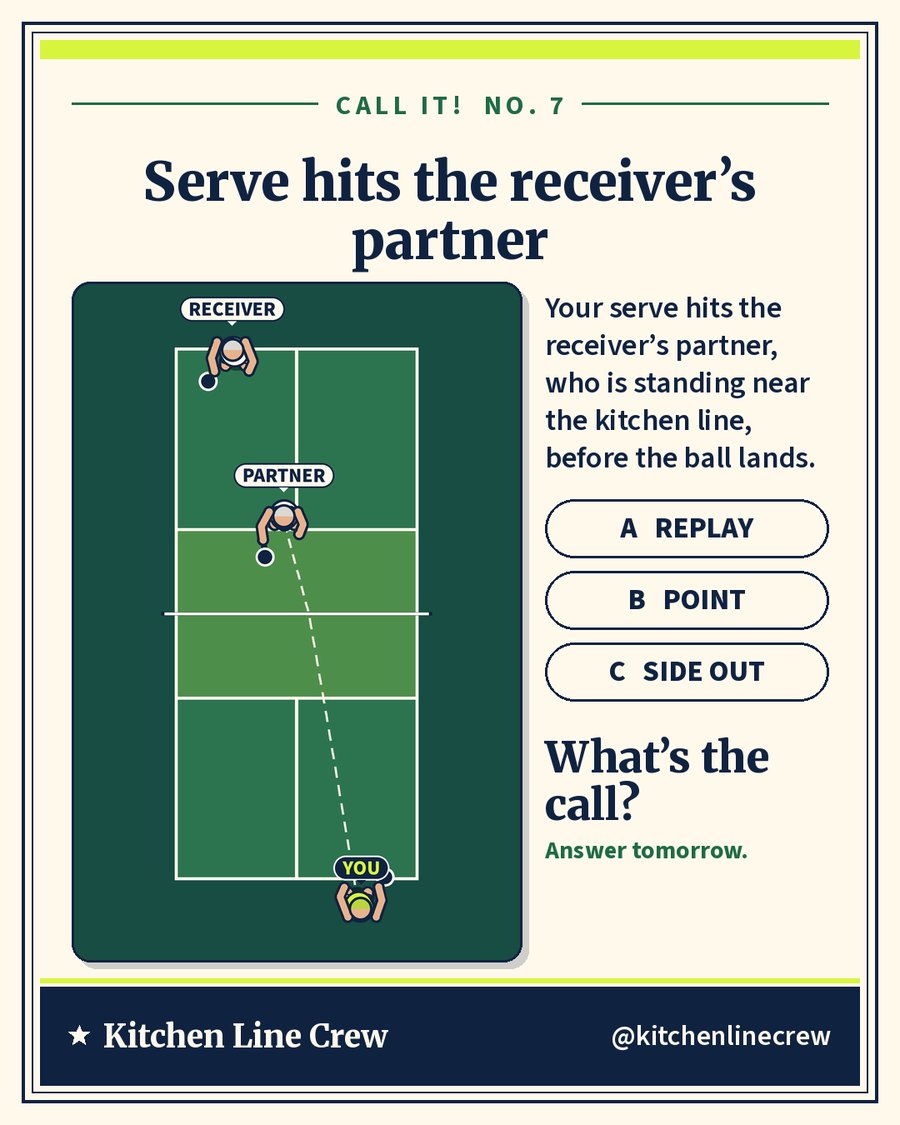 CALL IT! NO. 7
Serve hits the receiver’s
partner
RECEIVER
PARTNER
YOU
Your serve hits the
receiver’s partner,
who is standing near
the kitchen line,
before the ball lands.
A REPLAY
B POINT
C SIDE OUT
What’s the
call?
Answer tomorrow.
Kitchen Line Crew
@kitchenlinecrew